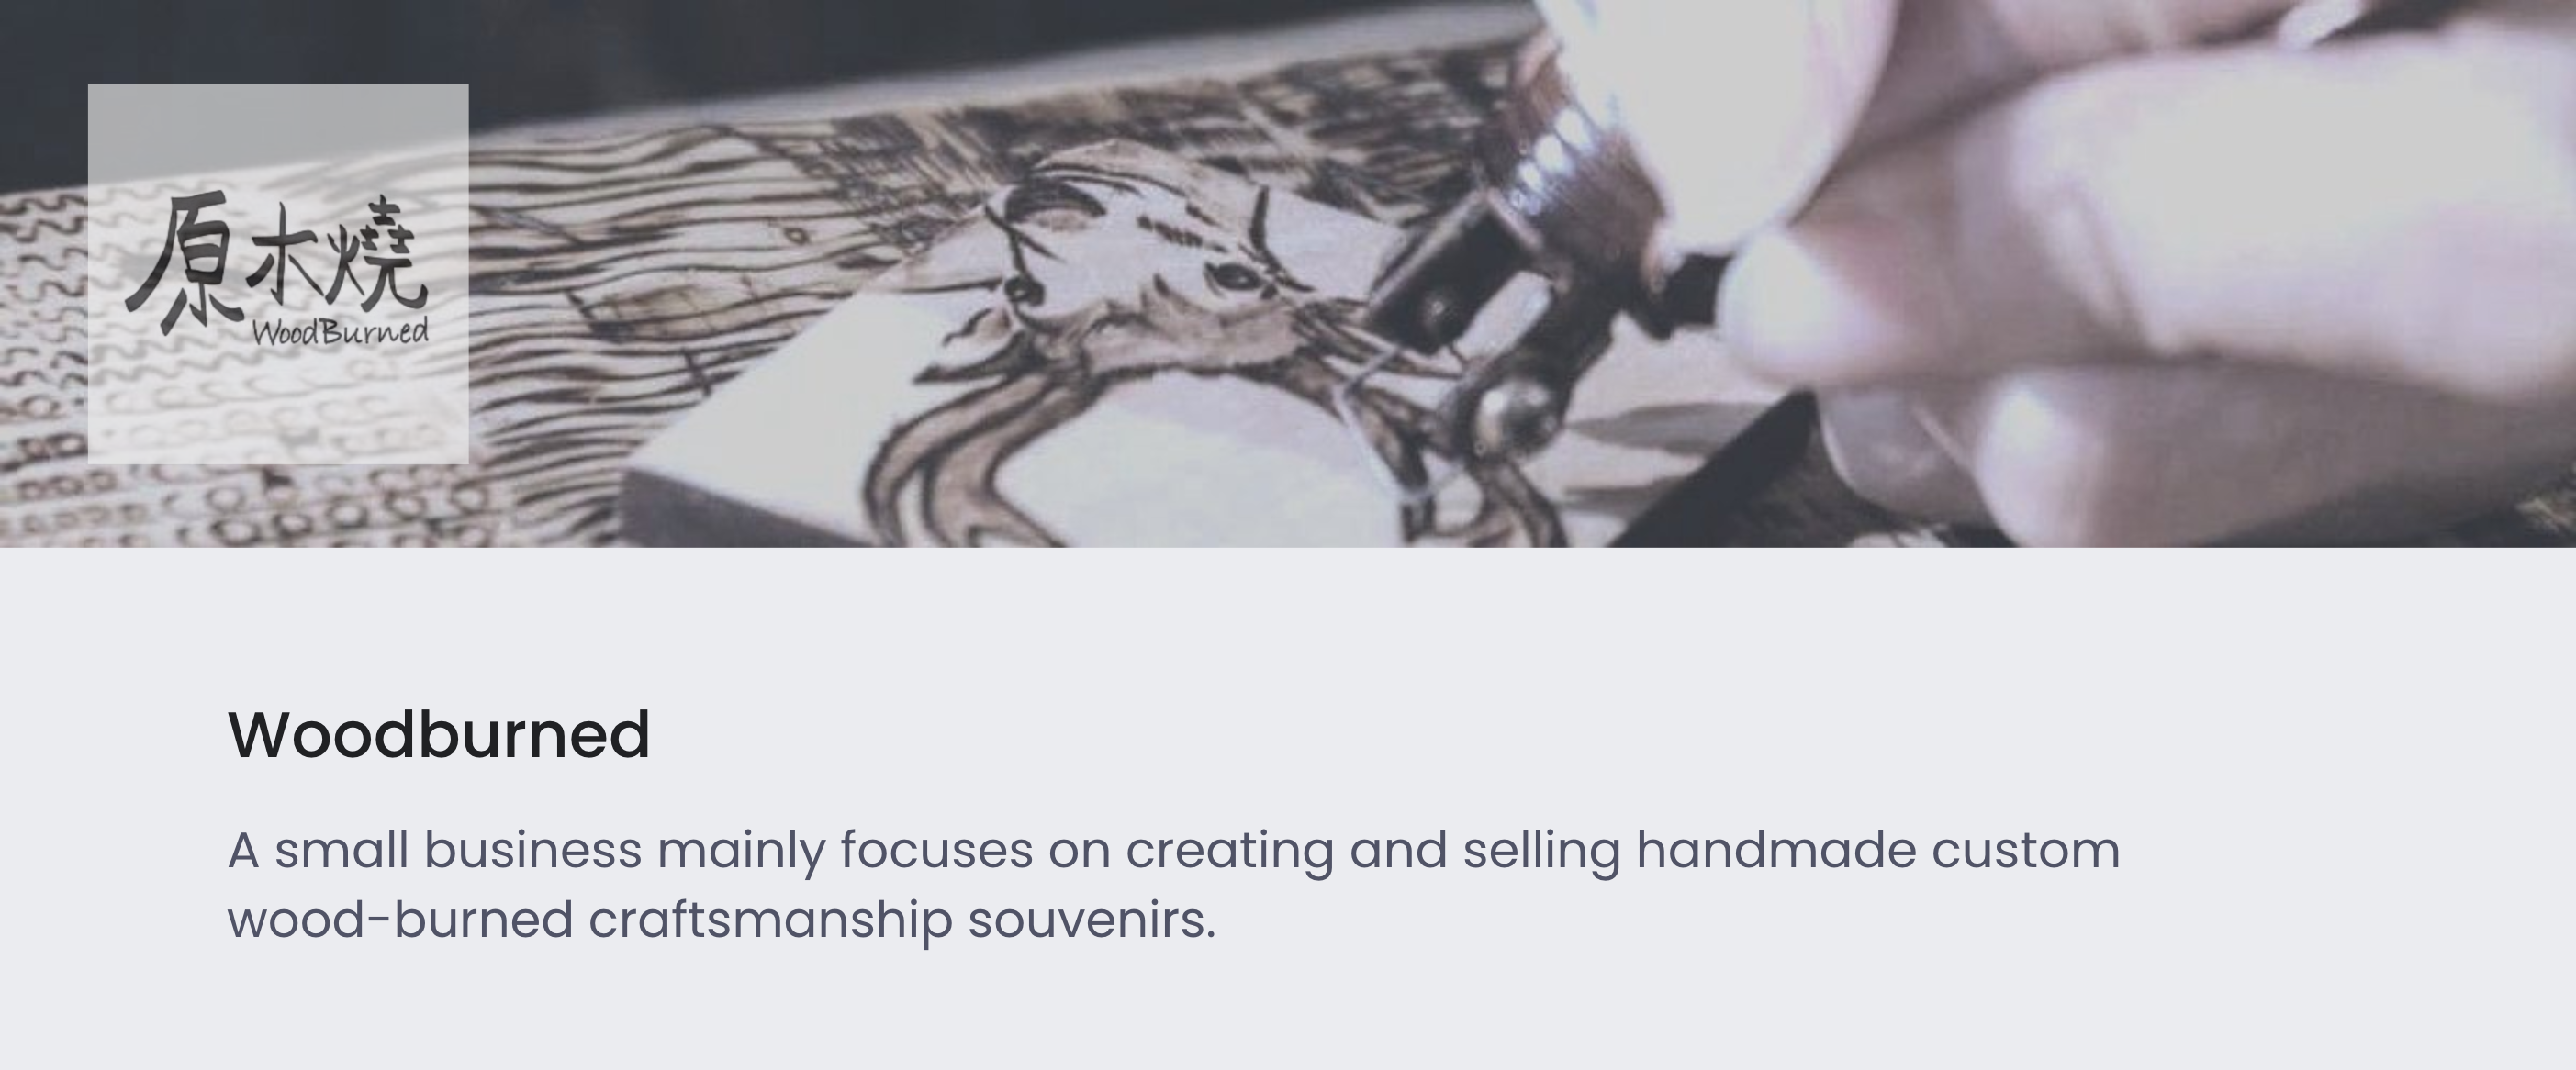 原木燒
WoodBurned
Woodburned
A small business mainly focuses on creating and selling handmade custom
wood-burned craftsmanship souvenirs.